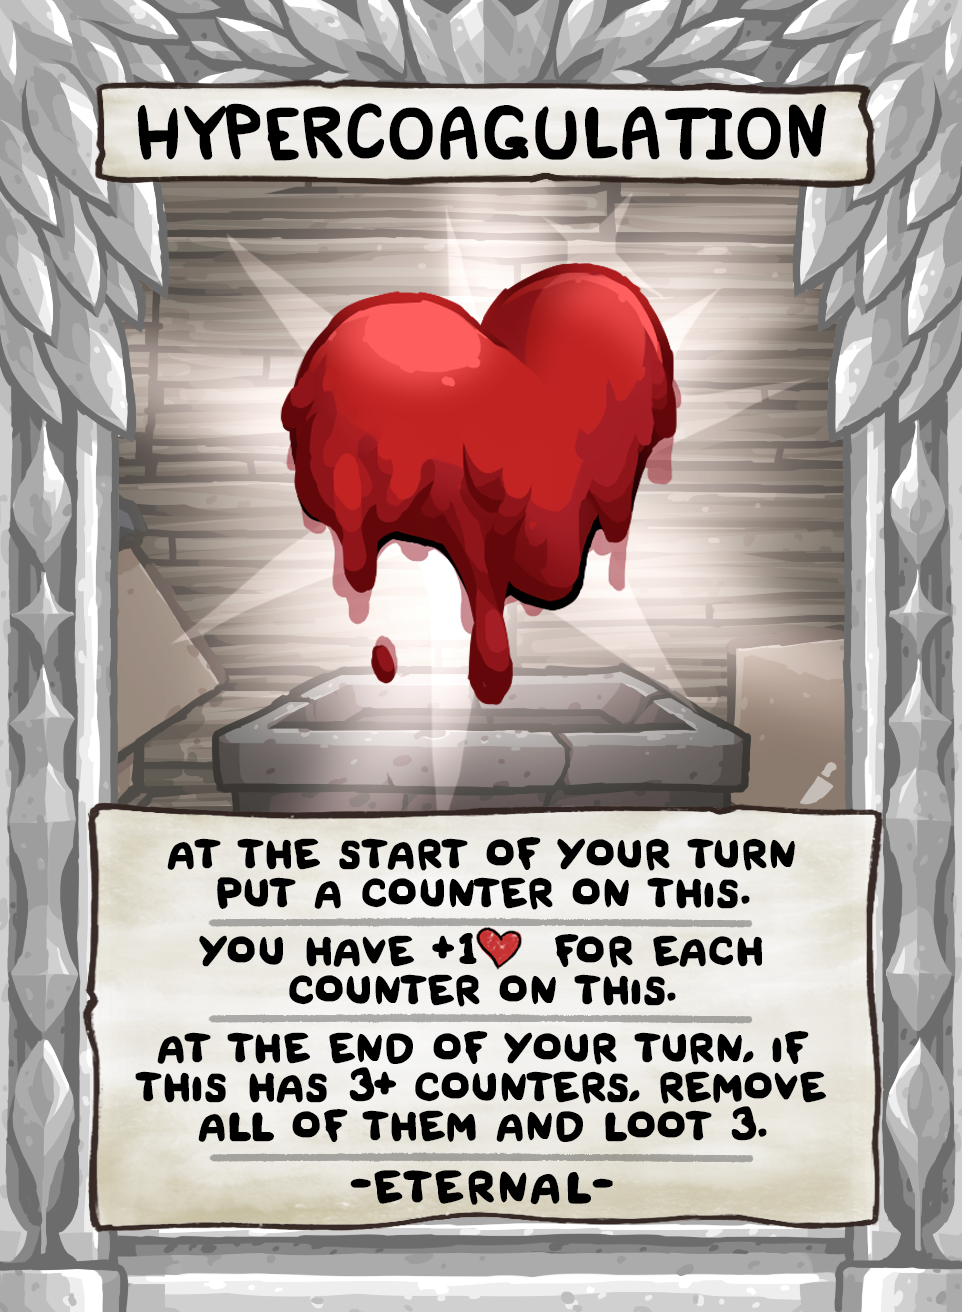 HYPERCOAGULATION
AT THE START OF YOUR TURN
PUT A COUNTER ON THIS.
YOU HAVE +1 FOR EACH
COUNTER ON THIS.
AT THE END OF YOUR TURN, IF
THIS HAS 3+ COUNTERS, REMOVE
ALL OF THEM AND LOOT 3.
-ETERNAL-